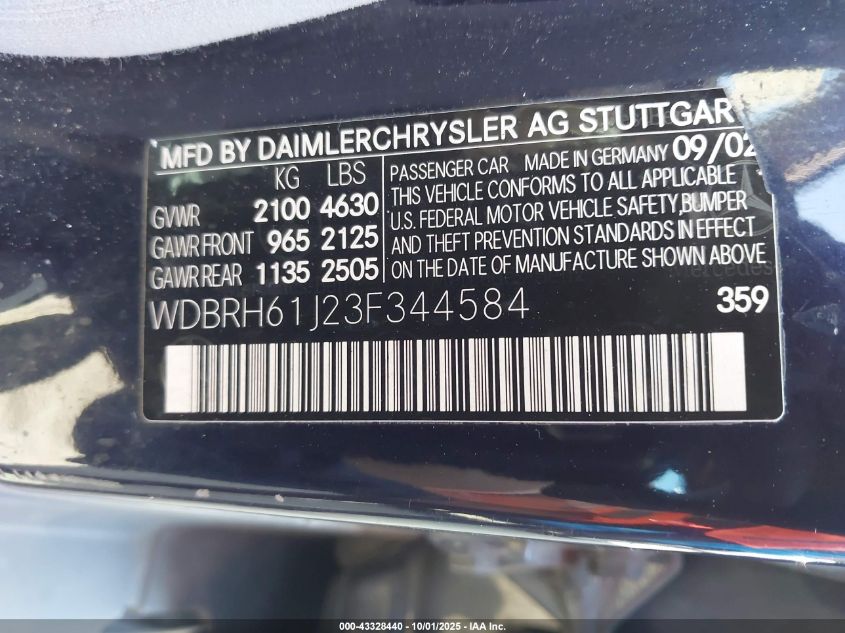 MFD BY DAIMLERCHRYSLER AG STUTTGAR
KG LBS
GVWR 2100 4630
GAWR FRONT 965 2125
GAWR REAR 1135 2505
PASSENGER CAR MADE IN GERMANY 09/02
THIS VEHICLE CONFORMS TO ALL APPLICABLE
U.S. FEDERAL MOTOR VEHICLE SAFETY,BUMPER
AND THEFT PREVENTION STANDARDS IN EFFECT
ON THE DATE OF MANUFACTURE SHOWN ABOVE
Mercedes
WDBRH61J23F344584 359
000-43328440 - 10/01/2025 - IAA Inc.